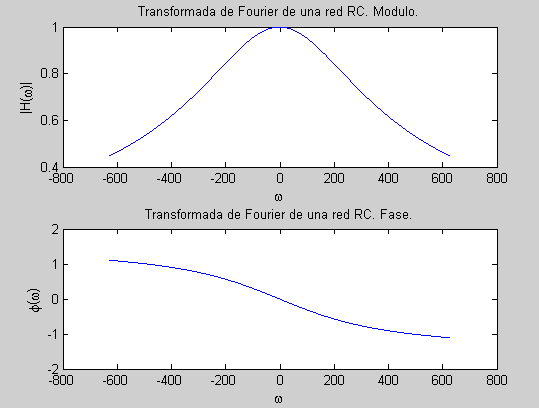 Transformada de Fourier de una red RC. Modulo.
1
0.8
0.6
0.4
|H(ω)|
-800 -600 -400 -200 0 200 400 600 800
ω
Transformada de Fourier de una red RC. Fase.
2
1
0
-1
-2
ϕ(ω)
-800 -600 -400 -200 0 200 400 600 800
ω